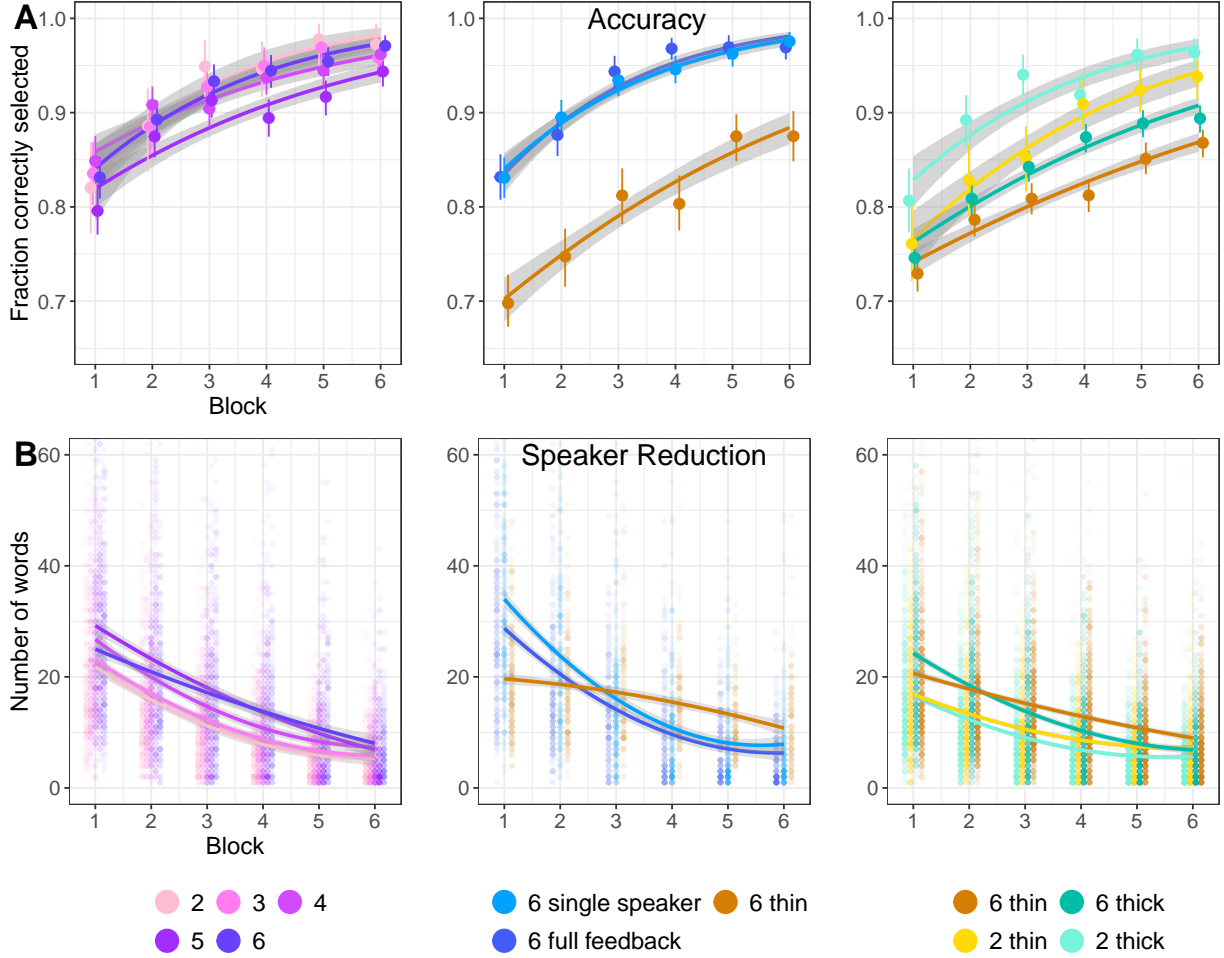 A
Accuracy
Fraction correctly selected
1.0
0.9
0.8
0.7
1 2 3 4 5 6
1 2 3 4 5 6
1 2 3 4 5 6
Block
1.0
0.9
0.8
0.7
1.0
0.9
0.8
0.7
B
Speaker Reduction
Number of words
60
40
20
0
60
40
20
0
60
40
20
0
1 2 3 4 5 6
1 2 3 4 5 6
1 2 3 4 5 6
Block
2 3 4
5 6
6 single speaker 6 thin
6 full feedback
6 thin 6 thick
2 thin 2 thick